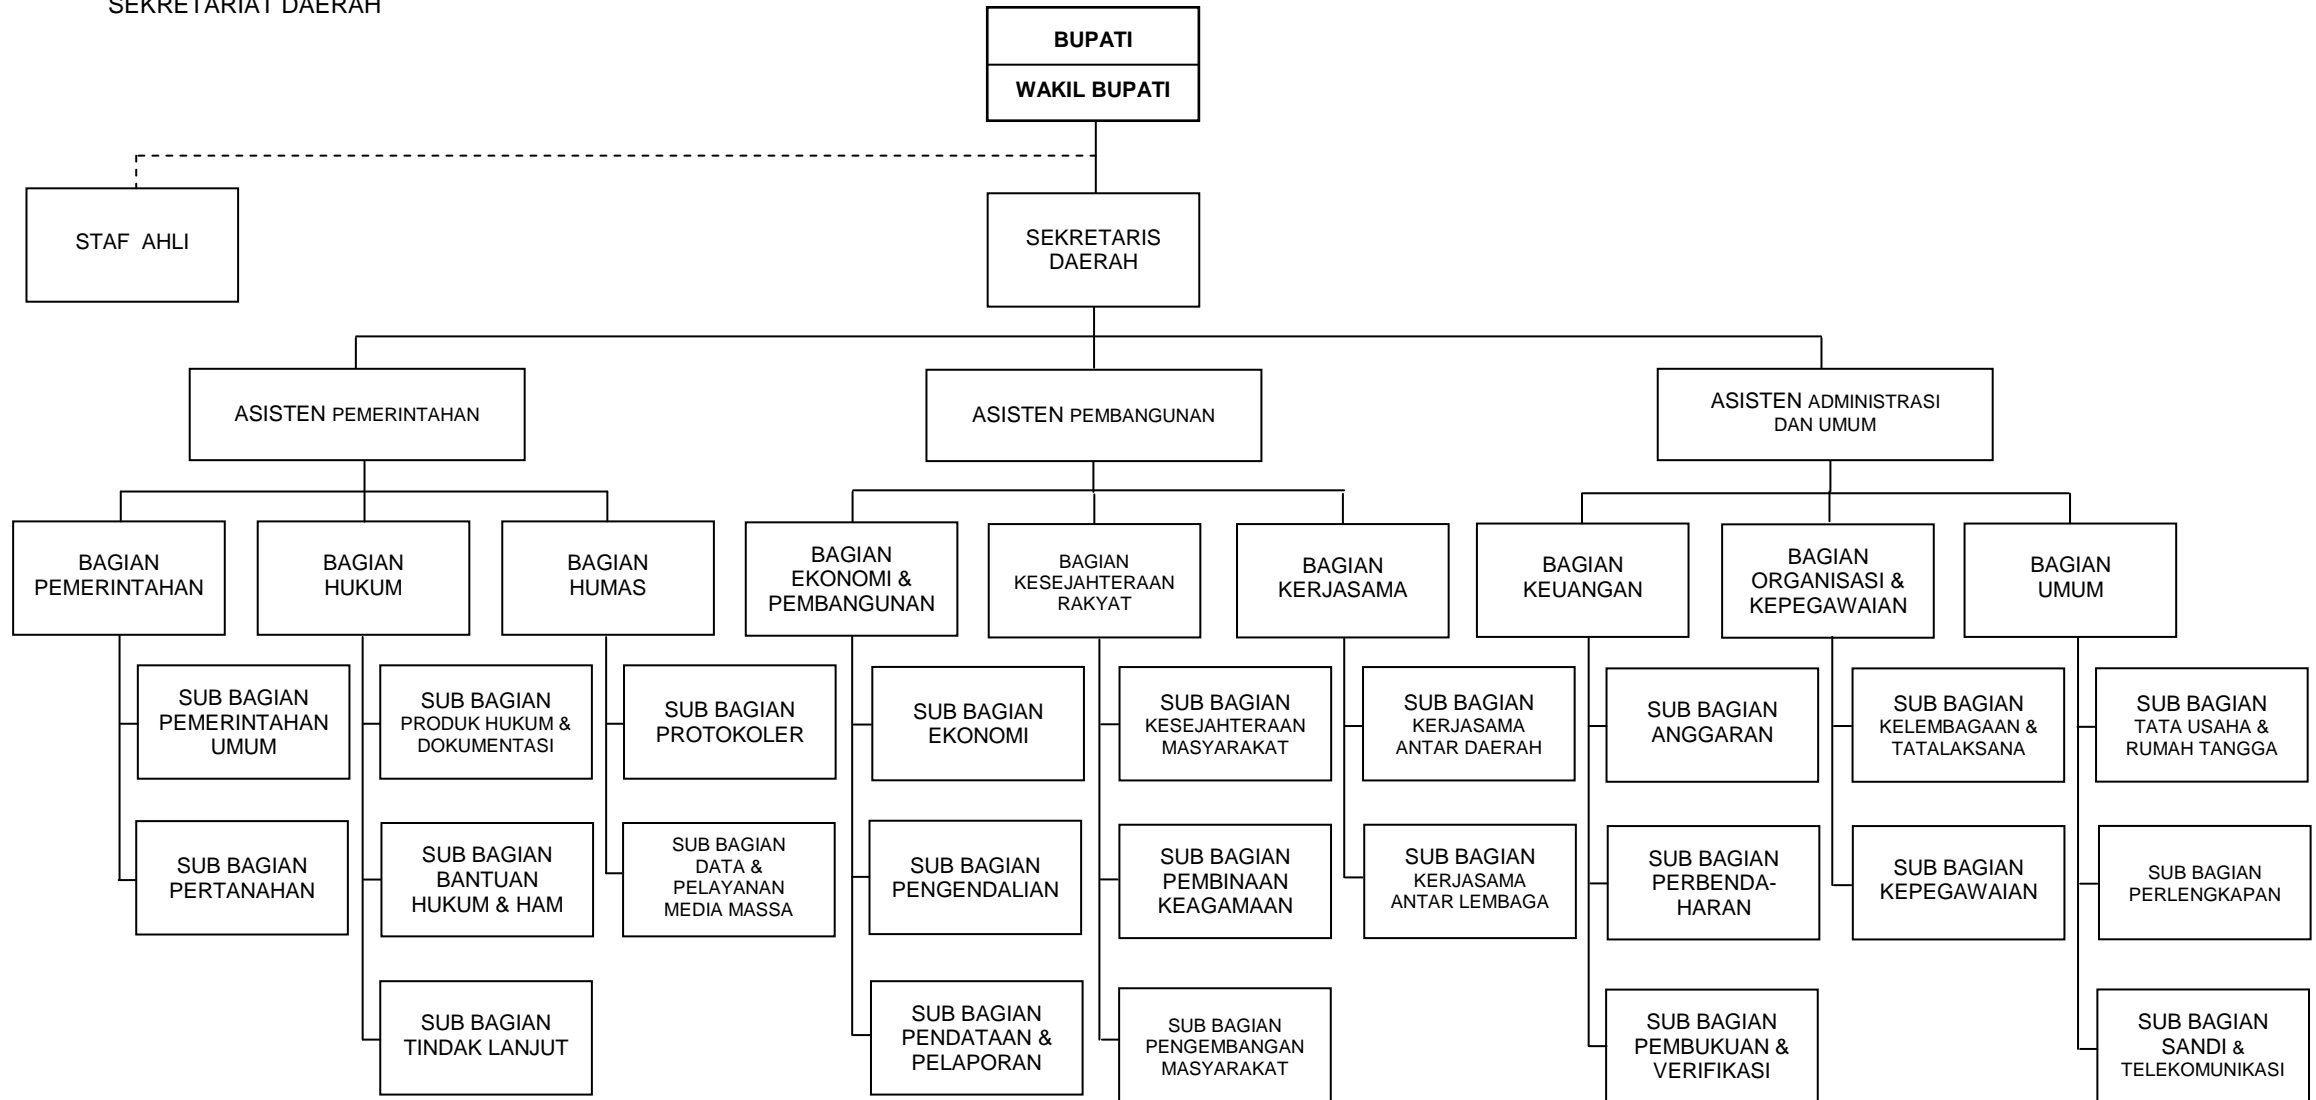 SEKRETARIAT DAERAH
BUPATI
WAKIL BUPATI
STAF AHLI
SEKRETARIS
DAERAH
ASISTEN PEMERINTAHAN
ASISTEN PEMBANGUNAN
ASISTEN ADMINISTRASI
DAN UMUM
BAGIAN
PEMERINTAHAN
BAGIAN
HUKUM
BAGIAN
HUMAS
BAGIAN
EKONOMI &
PEMBANGUNAN
BAGIAN
KESEJAHTERAAN
RAKYAT
BAGIAN
KERJASAMA
BAGIAN
KEUANGAN
BAGIAN
ORGANISASI &
KEPEGAWAIAN
BAGIAN
UMUM
SUB BAGIAN
PEMERINTAHAN
UMUM
SUB BAGIAN
PRODUK HUKUM &
DOKUMENTASI
SUB BAGIAN
PROTOKOLER
SUB BAGIAN
EKONOMI
SUB BAGIAN
KESEJAHTERAAN
MASYARAKAT
SUB BAGIAN
KERJASAMA
ANTAR DAERAH
SUB BAGIAN
ANGGARAN
SUB BAGIAN
KELEMBAGAAN &
TATALAKSANA
SUB BAGIAN
TATA USAHA &
RUMAH TANGGA
SUB BAGIAN
PERTANAHAN
SUB BAGIAN
BANTUAN
HUKUM & HAM
SUB BAGIAN
DATA &
PELAYANAN
MEDIA MASSA
SUB BAGIAN
PENGENDALIAN
SUB BAGIAN
PEMBINAAN
KEAGAMAAN
SUB BAGIAN
KERJASAMA
ANTAR LEMBAGA
SUB BAGIAN
PERBENDA-
HARAN
SUB BAGIAN
KEPEGAWAIAN
SUB BAGIAN
PERLENGKAPAN
SUB BAGIAN
TINDAK LANJUT
SUB BAGIAN
PENDATAAN &
PELAPORAN
SUB BAGIAN
PENGEMBANGAN
MASYARAKAT
SUB BAGIAN
PEMBUKUAN &
VERIFIKASI
SUB BAGIAN
SANDI &
TELEKOMUNIKASI